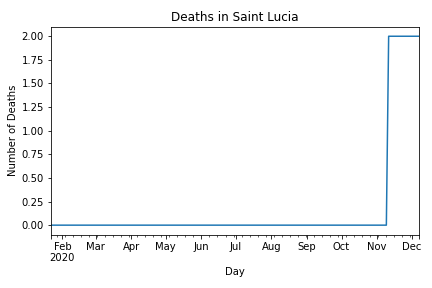 Deaths in Saint Lucia
2.00
1.75
1.50
1.25
1.00
0.75
0.50
0.25
0.00
Number of Deaths
Feb Mar Apr May Jun Jul Aug Sep Oct Nov Dec
2020
Day